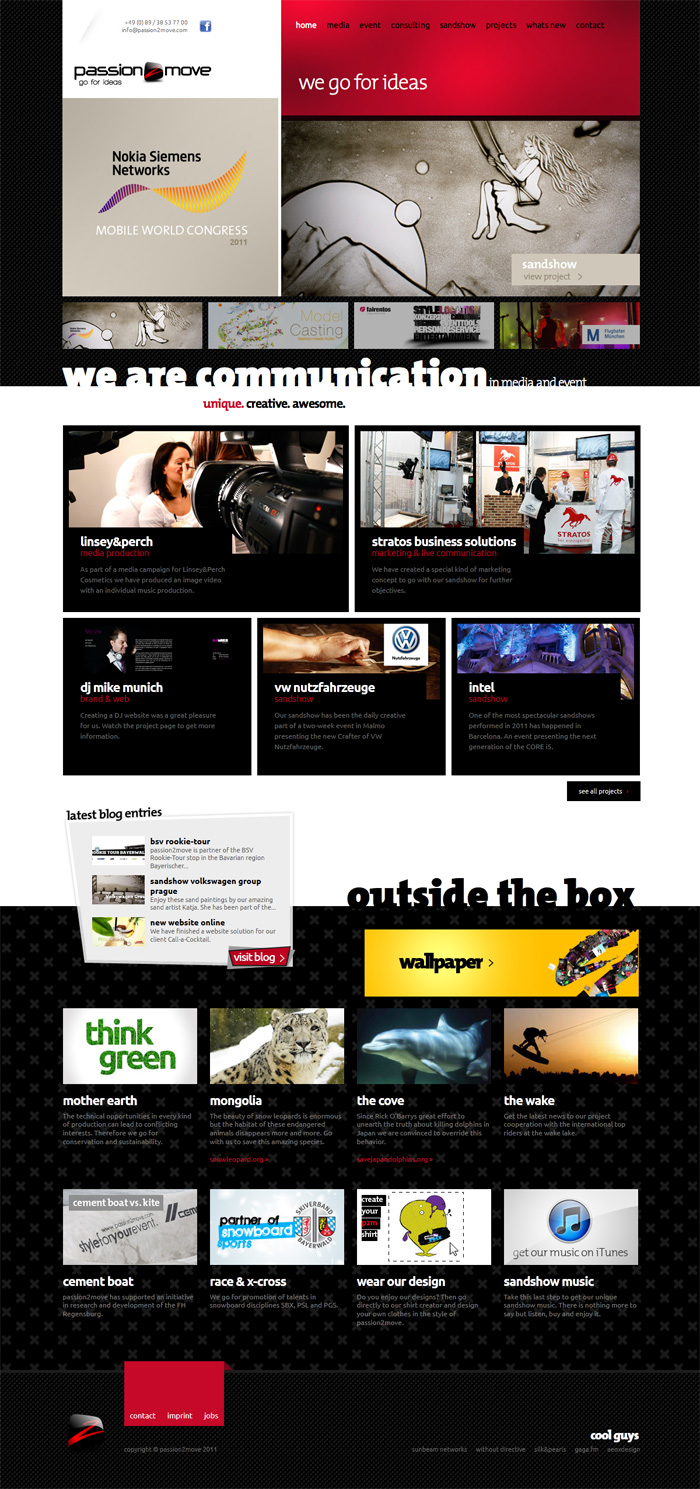 +49 (0) 89 / 38 53 77 00
info@passion2move.com
home media event consulting sandshow projects whats new contact
passion2move
go for ideas
we go for ideas
Nokia Siemens
Networks
MOBILE WORLD CONGRESS
2011
sandshow
view project >
Model
Casting
fairentos
STYLELOCATION
M Flughafen
München
we are communication in media and event
unique. creative. awesome.
linsey&perch
media production
As part of a media campaign for Linsey&Perch
Cosmetics we have produced an image video
with an individual music production.
STRATOS
stratos business solutions
marketing & live communication
We have created a special kind of marketing
concept to go with our sandshow for further
objectives.
dj mike munich
brand & web
Creating a DJ website was a great pleasure
for us. Watch the project page to get more
information.
Nutzfahrzeuge
vw nutzfahrzeuge
sandshow
Our sandshow has been the daily creative
part of a two-week event in Malmo
presenting the new Crafter of VW
Nutzfahrzeuge.
intel
sandshow
One of the most spectacular sandshows
performed in 2011 has happened in
Barcelona. An event presenting the next
generation of the CORE i5.
see all projects >
latest blog entries
bsv rookie-tour
passion2move is partner of the BSV
Rookie-Tour stop in the Bavarian region
Bayerischer...
sandshow volkswagen group
prague
Enjoy these sand paintings by our amazing
sand artist Katja. She has been part of the...
new website online
We have finished a website solution for our
client Call-a-Cocktail.
visit blog >
outside the box
wallpaper >
think
green
mother earth
The technical opportunities in every kind
of production can lead to conflicting
interests. Therefore we go for
conservation and sustainability.
mongolia
The beauty of snow leopards is enormous
but the habitat of these endangered
animals disappears more and more. Go
with us to save this amazing species.
snowleopard.org »
the cove
Since Rick O'Barrys great effort to
unearth the truth about killing dolphins in
Japan we are convinced to override this
behavior.
savejapandolphins.org »
the wake
Get the latest news to our project
cooperation with the international top
riders at the wake lake.
cement boat vs. kite
www.passion2move.com
styleforyourevent.
cement boat
passion2move has supported an initiative
in research and development of the FH
Regensburg.
partner of
snowboard
sports
SKIVERBAND
BAYERWALD
race & x-cross
We go for promotion of talents in
snowboard disciplines SBX, PSL and PGS.
create
your
p2m
shirt
wear our design
Do you enjoy our designs? Then go
directly to our shirt creator and design
your own clothes in the style of
passion2move.
get our music on iTunes
sandshow music
Take this last step to get our unique
sandshow music. There is nothing more to
say but listen, buy and enjoy it.
contact imprint jobs
copyright © passion2move 2011
cool guys
sunbeam networks without directive silk&pearls gaga.fm aeoxdesign